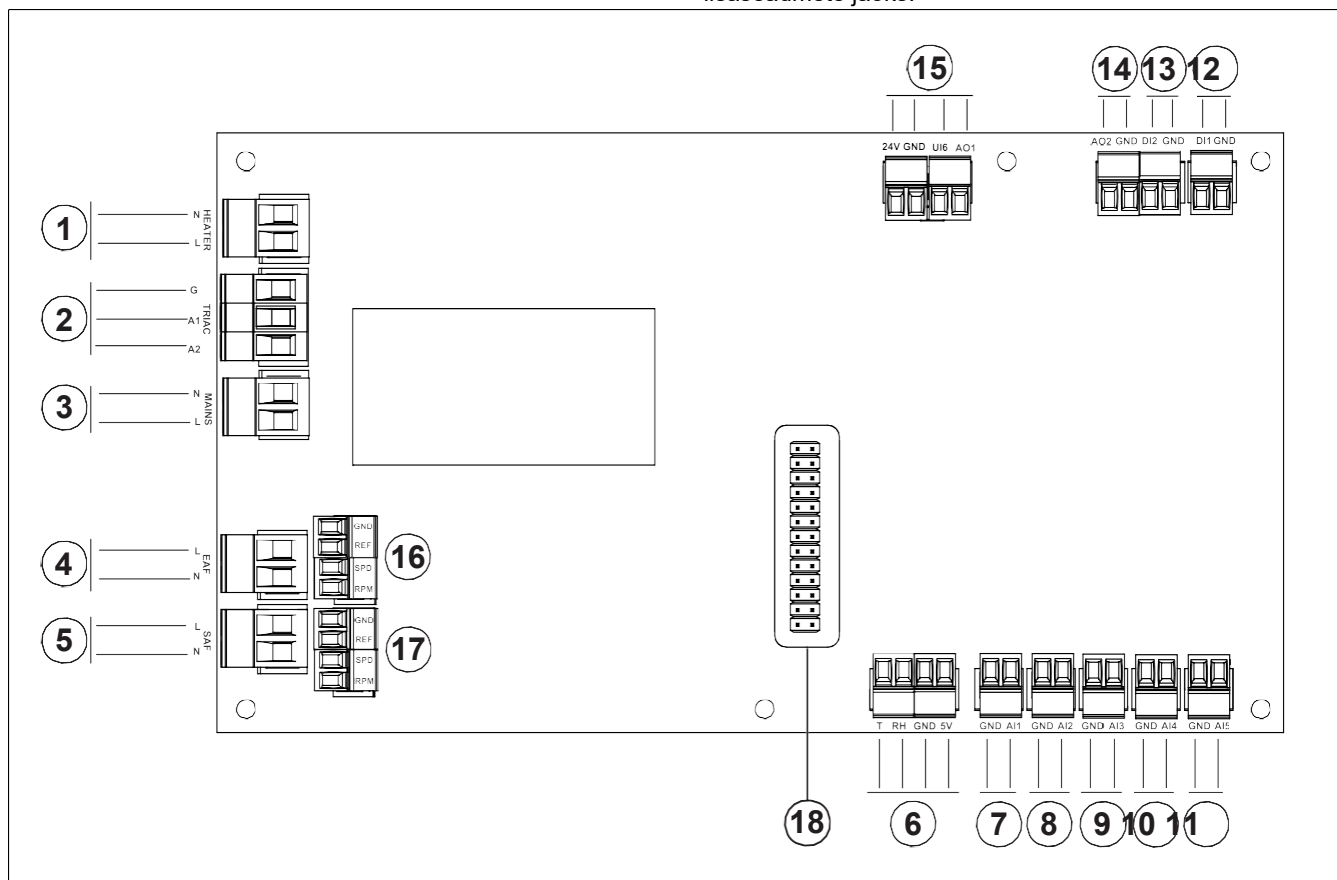 15 14 13 12
24V GND UI6 AO1
AO2 GND DI2 GND DI1 GND
1 N HEATER L
2 G TRIAC A1 A2
3 N MAINS L
4 L EAF N
GND
REF
SPD
RPM
16
5 L SAF N
GND
REF
SPD
RPM
17
T RH GND 5V GND AI1 GND AI2 GND AI3 GND AI4 GND AI5
18 6 7 8 9 10 11